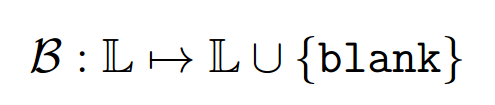 ℬ : 𝕃 ↦ 𝕃 ∪ {blank}